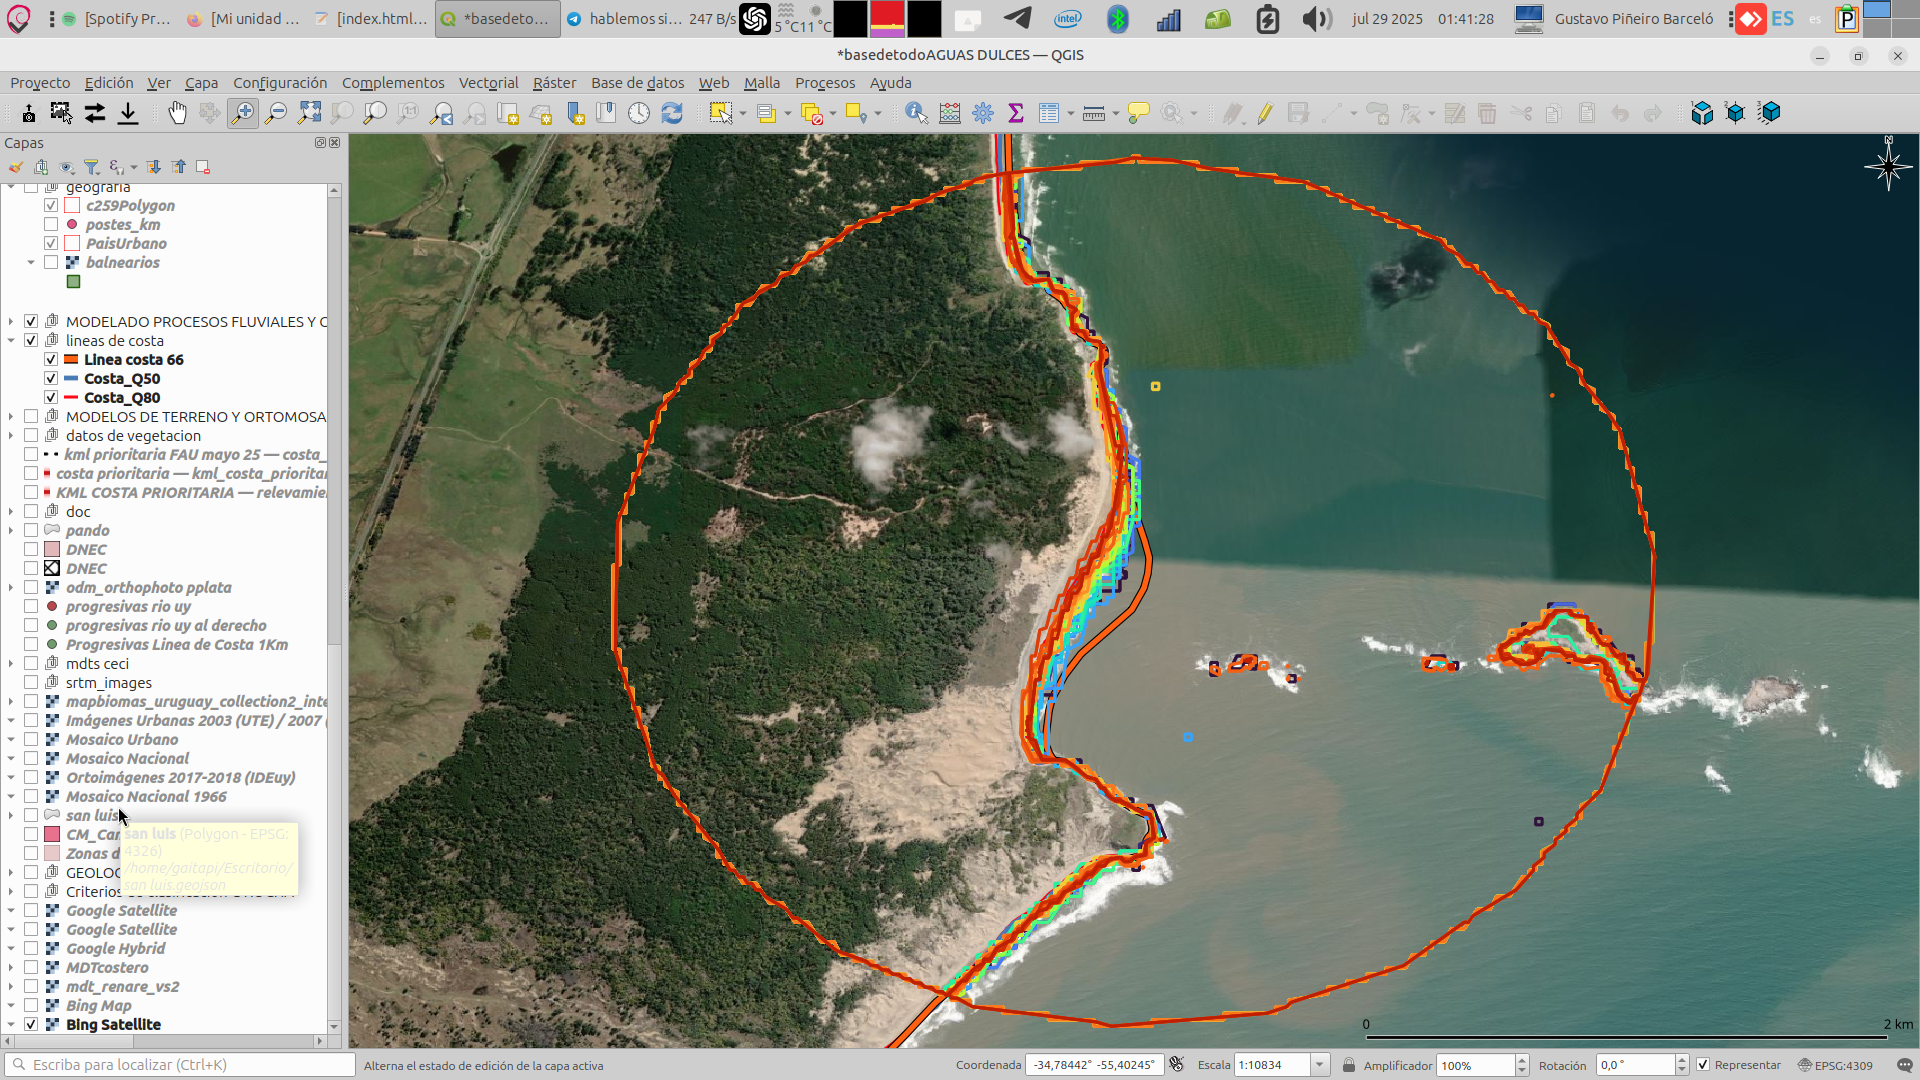 [Spotify Pr...
[Mi unidad ...
[index.html...
*basedeto...
hablemos si...
247 B/s
5°C11°C
jul 29 2025
01:41:28
Gustavo Piñeiro Barceló
ES
es
*basedetodoAGUAS DULCES — QGIS
Proyecto Edición Ver Capa Configuración Complementos Vectorial Ráster Base de datos Web Malla Procesos Ayuda
Capas
geografia
c259Polygon
postes_km
PaisUrbano
balnearios
MODELADO PROCESOS FLUVIALES Y C
lineas de costa
Linea costa 66
Costa_Q50
Costa_Q80
MODELOS DE TERRENO Y ORTOMOSA
datos de vegetacion
kml prioritaria FAU mayo 25 — costa_
costa prioritaria — kml_costa_prioritar
KML COSTA PRIORITARIA — relevamie
doc
pando
DNEC
DNEC
odm_orthophoto pplata
progresivas rio uy
progresivas rio uy al derecho
Progresivas Linea de Costa 1Km
mdts ceci
srtm_images
mapbiomas_uruguay_collection2_inte
Imágenes Urbanas 2003 (UTE) / 2007 (
Mosaico Urbano
Mosaico Nacional
Ortoimágenes 2017-2018 (IDEuy)
Mosaico Nacional 1966
san luis
CM_Can
Zonas d
san luis (Polygon - EPSG:
4326)
/home/gaitapi/Escritorio/
san luis.geojson
GEOLOG
Criterios
Google Satellite
Google Satellite
Google Hybrid
MDTcostero
mdt_renare_vs2
Bing Map
Bing Satellite
N
0 2 km
Escriba para localizar (Ctrl+K)
Alterna el estado de edición de la capa activa
Coordenada -34,78442° -55,40245°
Escala 1:10834
Amplificador 100%
Rotación 0,0 °
Representar
EPSG:4309